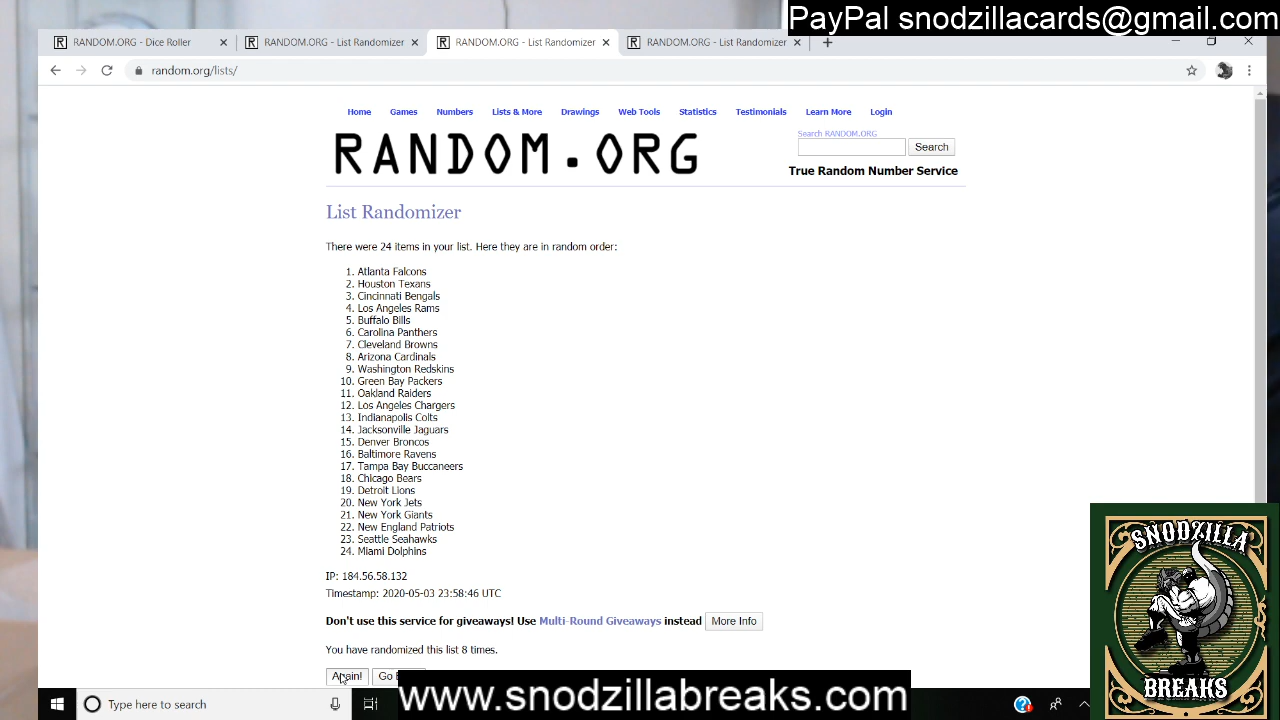 PayPal snodzillacards@gmail.com
RANDOM.ORG - Dice Roller
RANDOM.ORG - List Randomizer
RANDOM.ORG - List Randomizer
RANDOM.ORG - List Randomizer
random.org/lists/
Home Games Numbers Lists & More Drawings Web Tools Statistics Testimonials Learn More Login
RANDOM.ORG
Search RANDOM.ORG
Search
True Random Number Service
List Randomizer
There were 24 items in your list. Here they are in random order:
1. Atlanta Falcons
2. Houston Texans
3. Cincinnati Bengals
4. Los Angeles Rams
5. Buffalo Bills
6. Carolina Panthers
7. Cleveland Browns
8. Arizona Cardinals
9. Washington Redskins
10. Green Bay Packers
11. Oakland Raiders
12. Los Angeles Chargers
13. Indianapolis Colts
14. Jacksonville Jaguars
15. Denver Broncos
16. Baltimore Ravens
17. Tampa Bay Buccaneers
18. Chicago Bears
19. Detroit Lions
20. New York Jets
21. New York Giants
22. New England Patriots
23. Seattle Seahawks
24. Miami Dolphins
IP: 184.56.58.132
Timestamp: 2020-05-03 23:58:46 UTC
Don't use this service for giveaways! Use Multi-Round Giveaways instead More Info
You have randomized this list 8 times.
Again! Go
Type here to search
www.snodzillabreaks.com
SNODZILLA
BREAKS